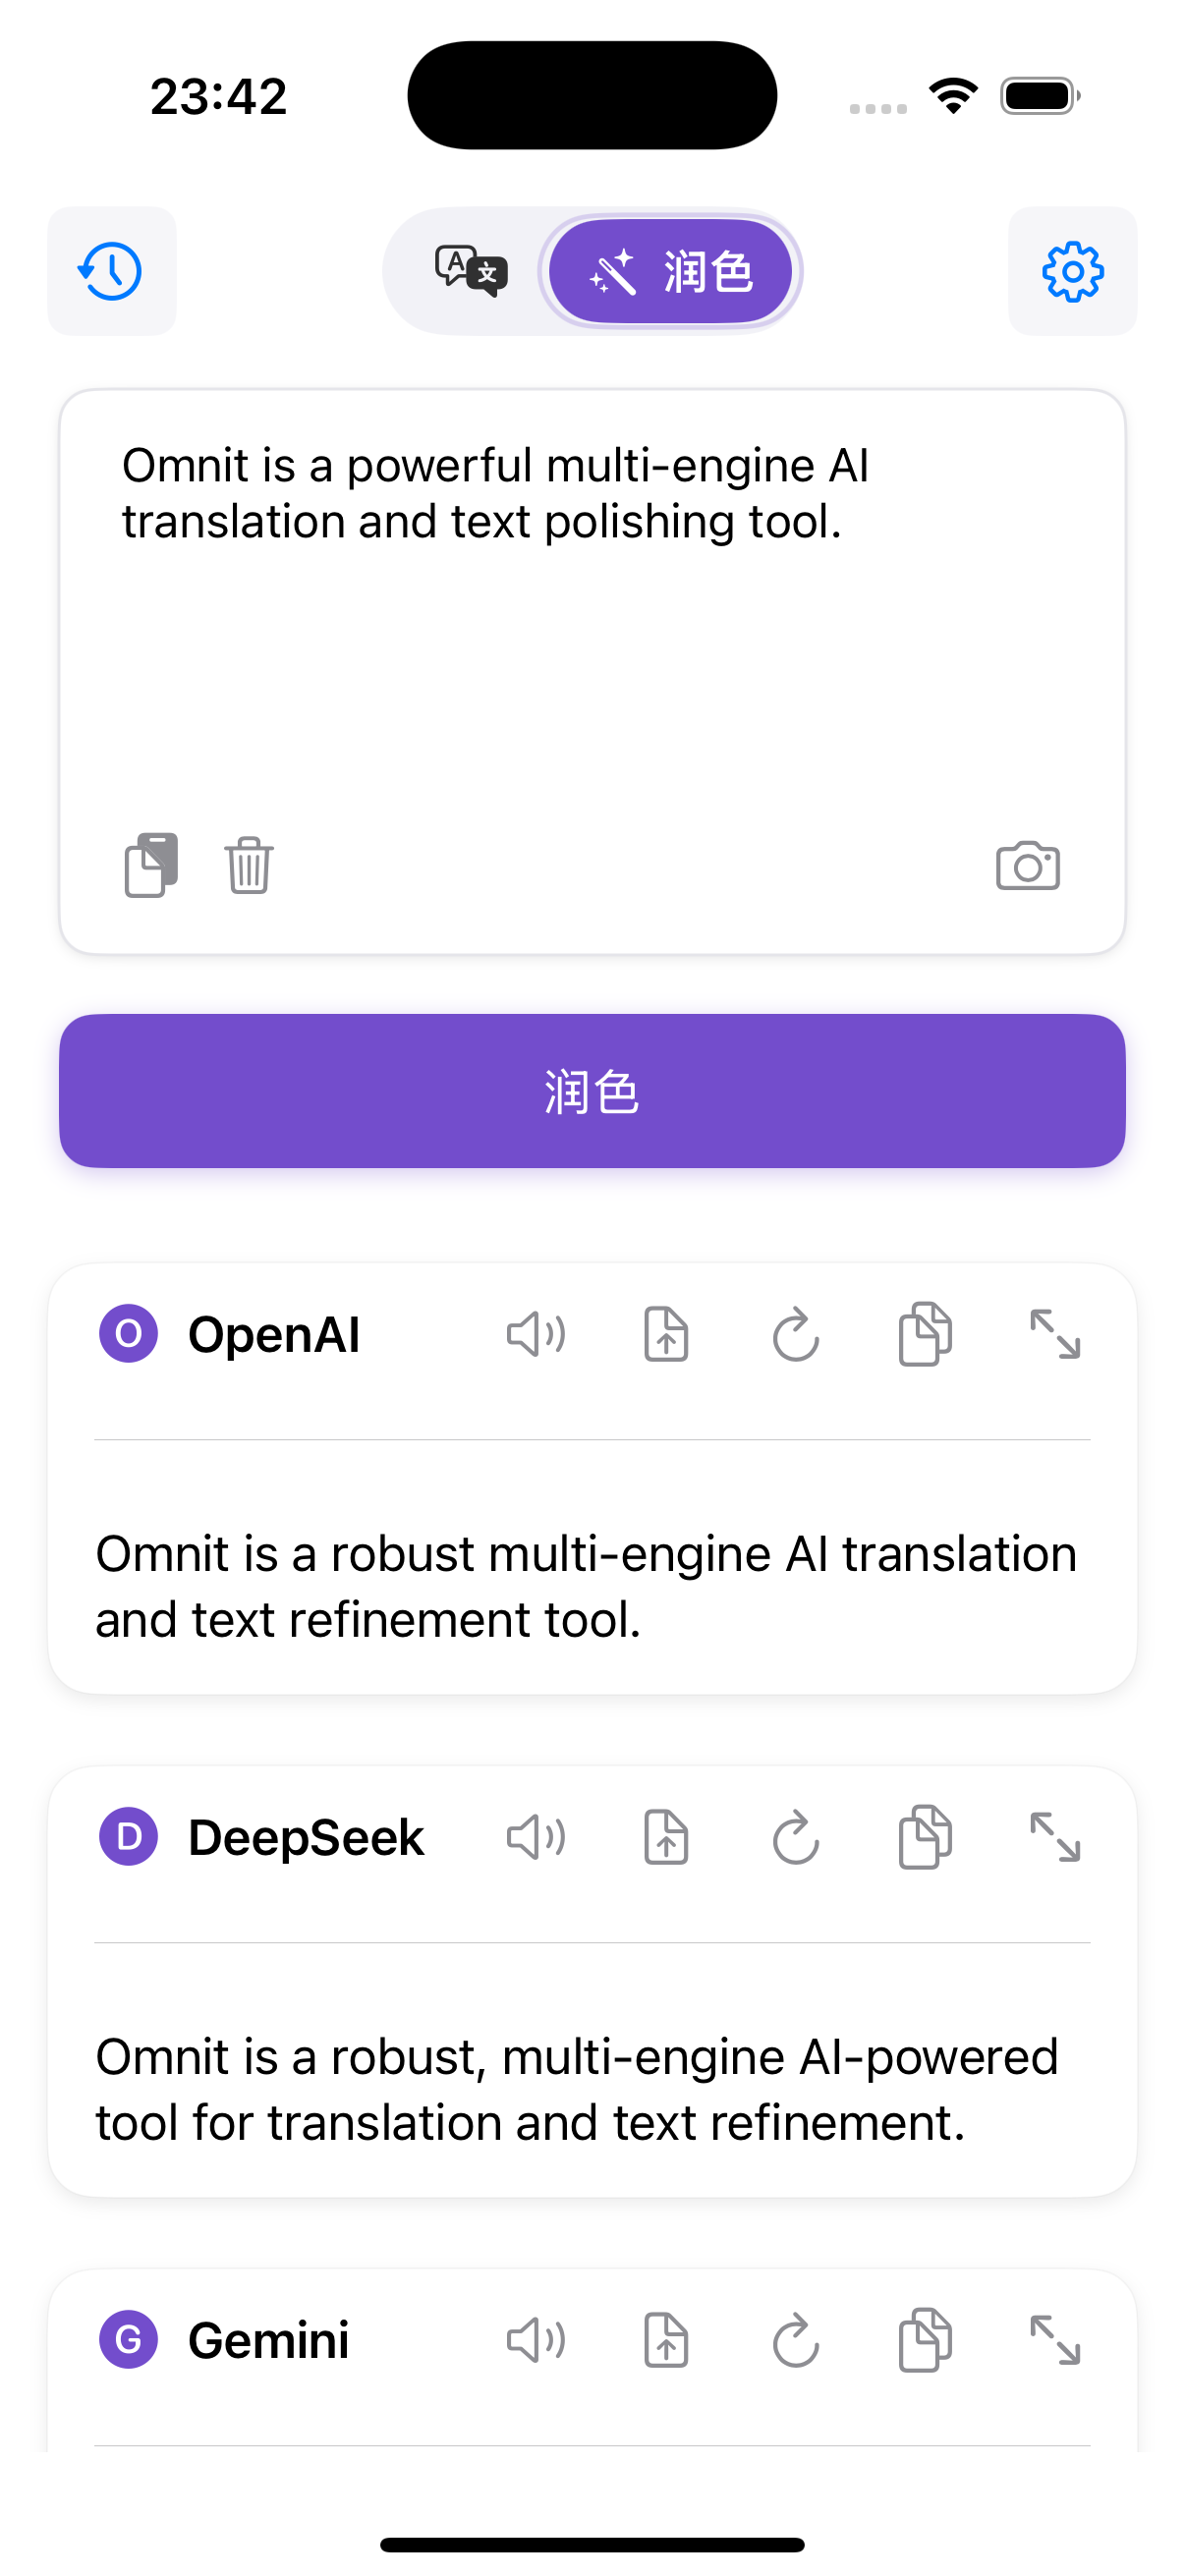 23:42
A 文 润色
Omnit is a powerful multi-engine AI
translation and text polishing tool.
润色
O OpenAI
Omnit is a robust multi-engine AI translation
and text refinement tool.
D DeepSeek
Omnit is a robust, multi-engine AI-powered
tool for translation and text refinement.
G Gemini